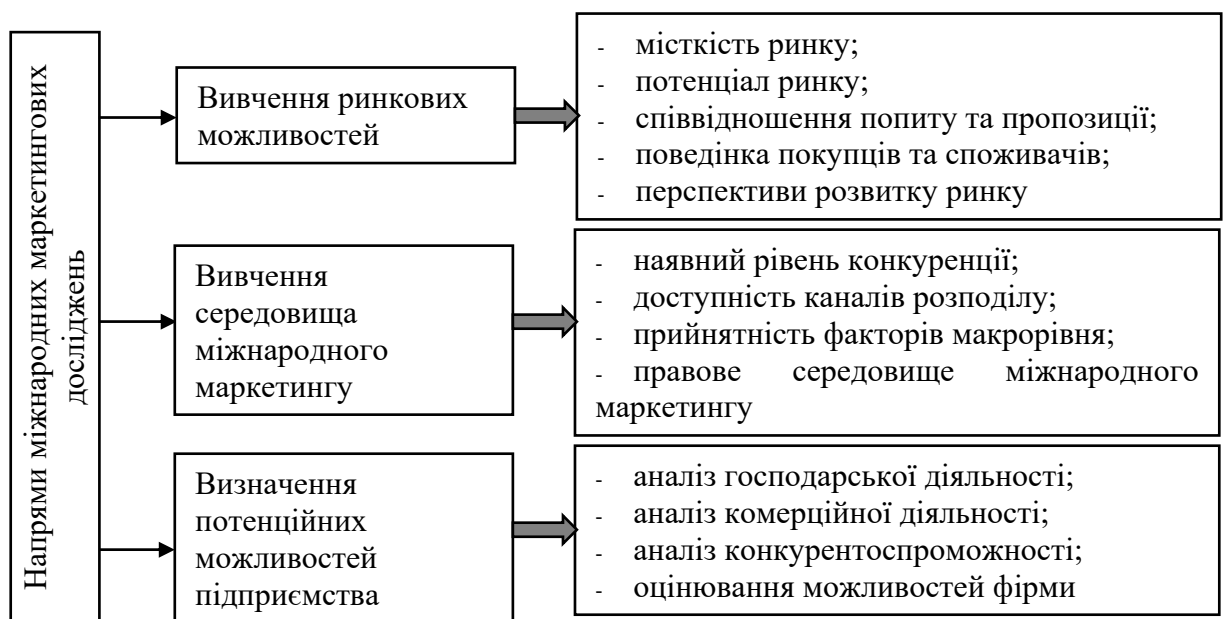 Напрями міжнародних маркетингових
досліджень
Вивчення ринкових
можливостей
- місткість ринку;
- потенціал ринку;
- співвідношення попиту та пропозиції;
- поведінка покупців та споживачів;
- перспективи розвитку ринку
Вивчення
середовища
міжнародного
маркетингу
- наявний рівень конкуренції;
- доступність каналів розподілу;
- прийнятність факторів макрорівня;
- правове середовище міжнародного
маркетингу
Визначення
потенційних
можливостей
підприємства
- аналіз господарської діяльності;
- аналіз комерційної діяльності;
- аналіз конкурентоспроможності;
- оцінювання можливостей фірми